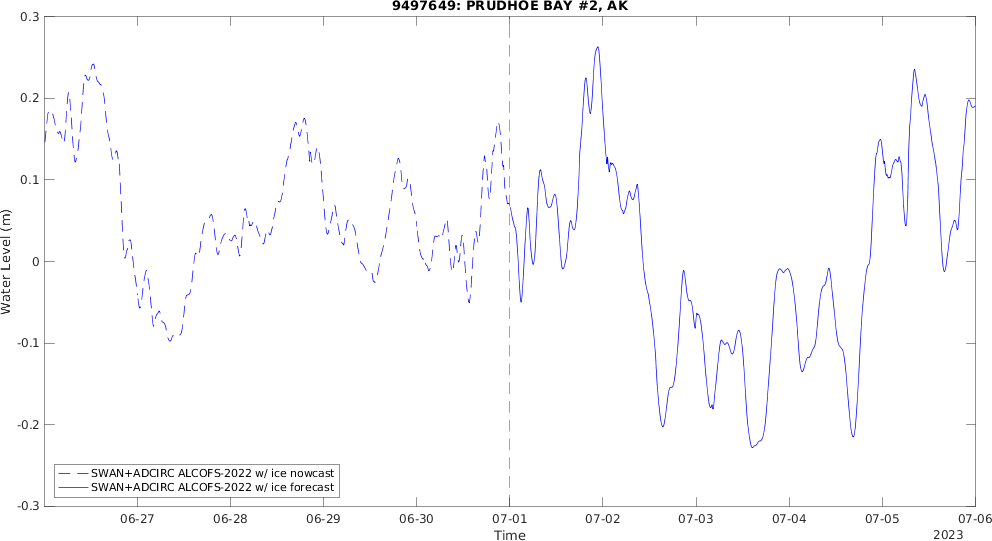 9497649: PRUDHOE BAY #2, AK
0.3
0.2
0.1
0
-0.1
-0.2
-0.3
Water Level (m)
SWAN+ADCIRC ALCOFS-2022 w/ ice nowcast
SWAN+ADCIRC ALCOFS-2022 w/ ice forecast
06-27 06-28 06-29 06-30 07-01 07-02 07-03 07-04 07-05 07-06
Time
2023